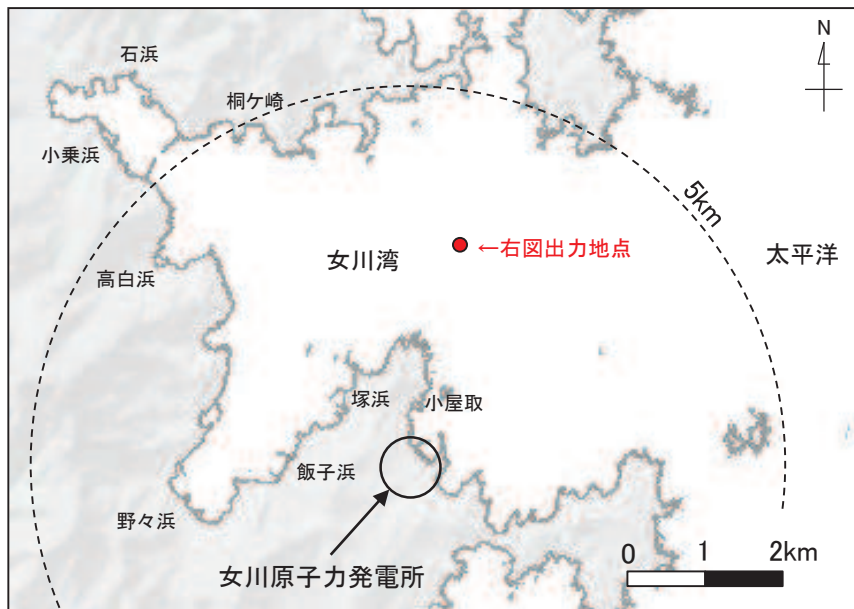 石浜
N
桐ケ崎
小乗浜
5km
女川湾
←右図出力地点
太平洋
高白浜
塚浜
小屋取
飯子浜
野々浜
女川原子力発電所
0 1 2km